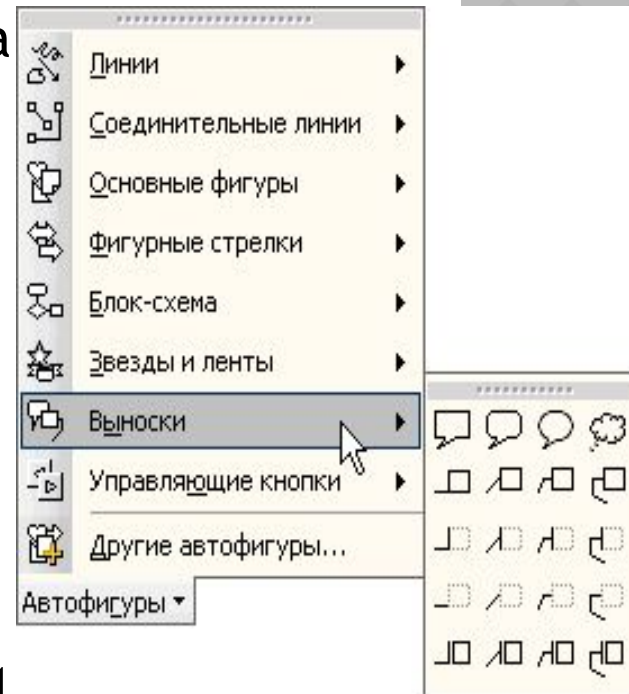 а
Линии
Соединительные линии
Основные фигуры
Фигурные стрелки
Блок-схема
Звезды и ленты
Выноски
Управляющие кнопки
Другие автофигуры...
Автофигуры